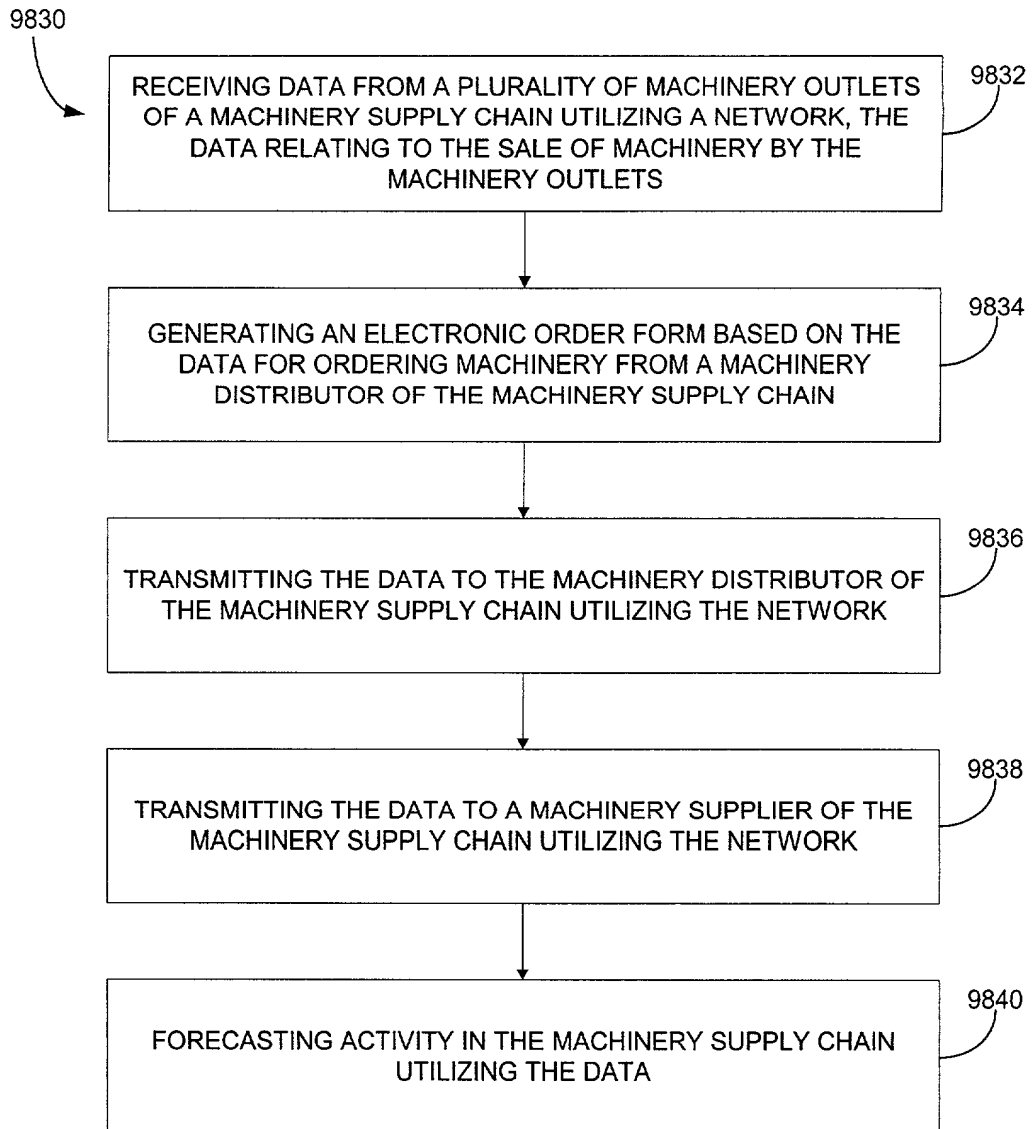 9830
RECEIVING DATA FROM A PLURALITY OF MACHINERY OUTLETS
OF A MACHINERY SUPPLY CHAIN UTILIZING A NETWORK, THE
DATA RELATING TO THE SALE OF MACHINERY BY THE
MACHINERY OUTLETS
9832
GENERATING AN ELECTRONIC ORDER FORM BASED ON THE
DATA FOR ORDERING MACHINERY FROM A MACHINERY
DISTRIBUTOR OF THE MACHINERY SUPPLY CHAIN
9834
TRANSMITTING THE DATA TO THE MACHINERY DISTRIBUTOR OF
THE MACHINERY SUPPLY CHAIN UTILIZING THE NETWORK
9836
TRANSMITTING THE DATA TO A MACHINERY SUPPLIER OF THE
MACHINERY SUPPLY CHAIN UTILIZING THE NETWORK
9838
FORECASTING ACTIVITY IN THE MACHINERY SUPPLY CHAIN
UTILIZING THE DATA
9840